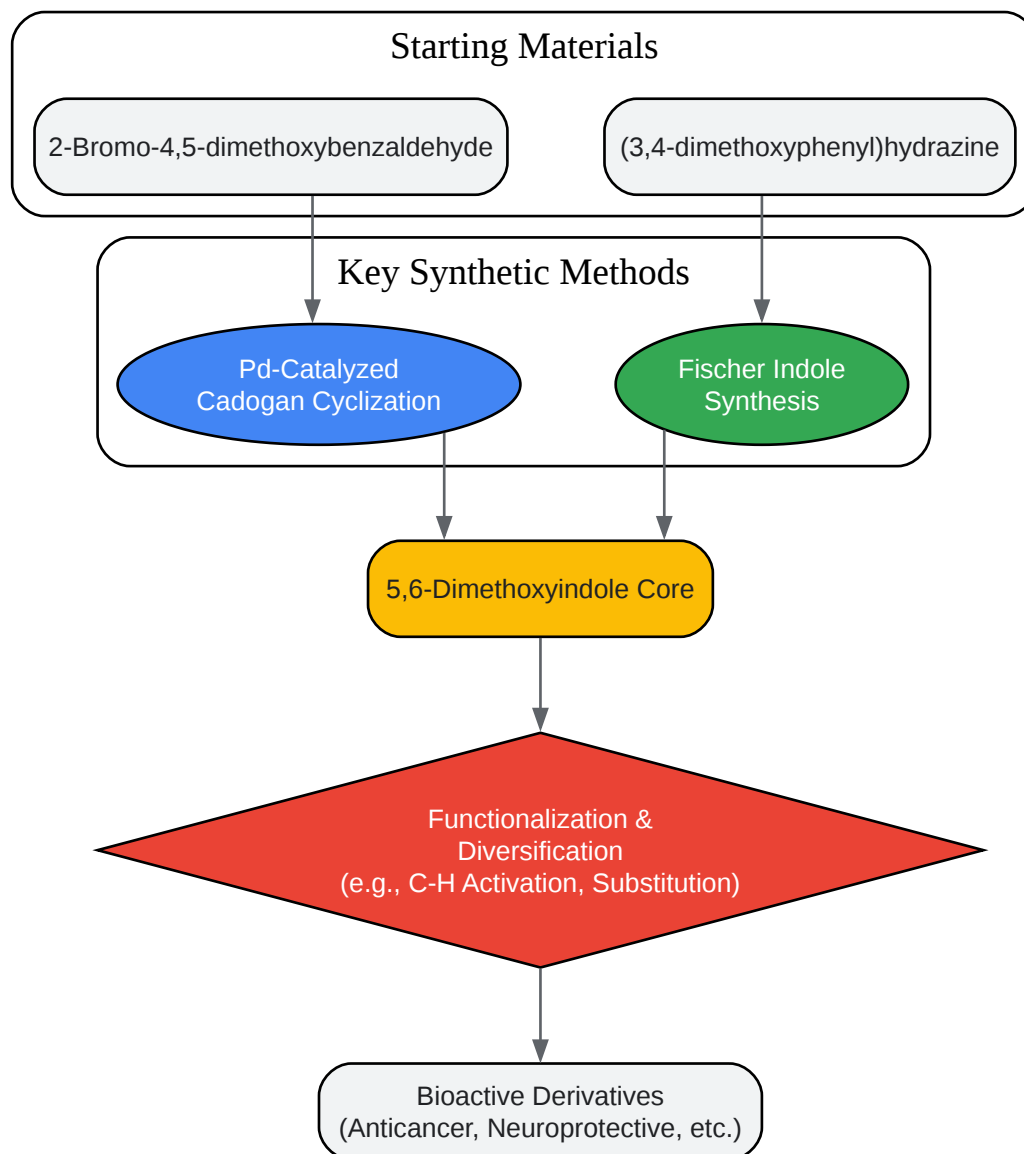 Starting Materials
2-Bromo-4,5-dimethoxybenzaldehyde
(3,4-dimethoxyphenyl)hydrazine
Key Synthetic Methods
Pd-Catalyzed
Cadogan Cyclization
Fischer Indole
Synthesis
5,6-Dimethoxyindole Core
Functionalization &
Diversification
(e.g., C-H Activation, Substitution)
Bioactive Derivatives
(Anticancer, Neuroprotective, etc.)